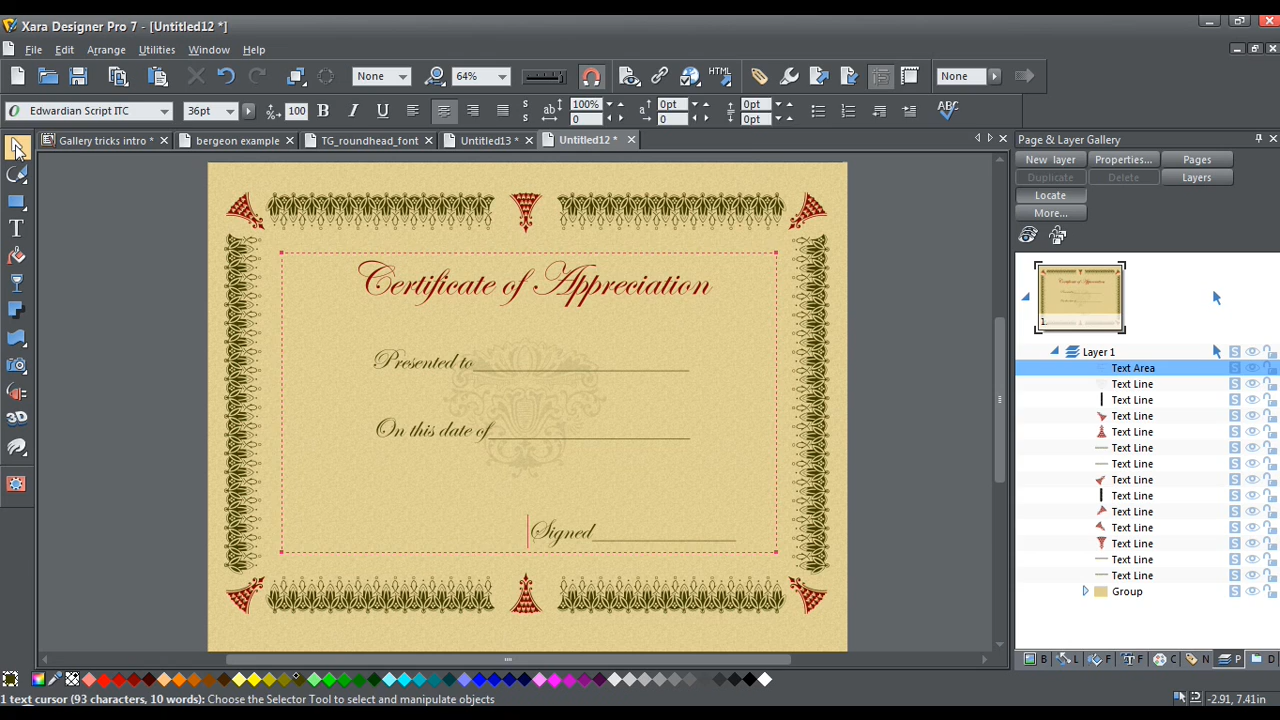 Xara Designer Pro 7 - [Untitled12 *]
File Edit Arrange Utilities Window Help
None 64% HTML None
Edwardian Script ITC 36pt 100 B I U 100% 0 0pt 0 0pt 0pt ABC
Gallery tricks intro * bergeon example TG_roundhead_font Untitled13 * Untitled12 *
Page & Layer Gallery
New layer Properties... Pages
Duplicate Delete Layers
Locate
More...
1
Layer 1
Text Area
Text Line
Text Line
Text Line
Text Line
Text Line
Text Line
Text Line
Text Line
Text Line
Text Line
Text Line
Text Line
Text Line
Group
Certificate of Appreciation
Presented to
On this date of
Signed
3D
B L F F C N P D
1 text cursor (93 characters, 10 words): Choose the Selector Tool to select and manipulate objects
-2.91, 7.41in